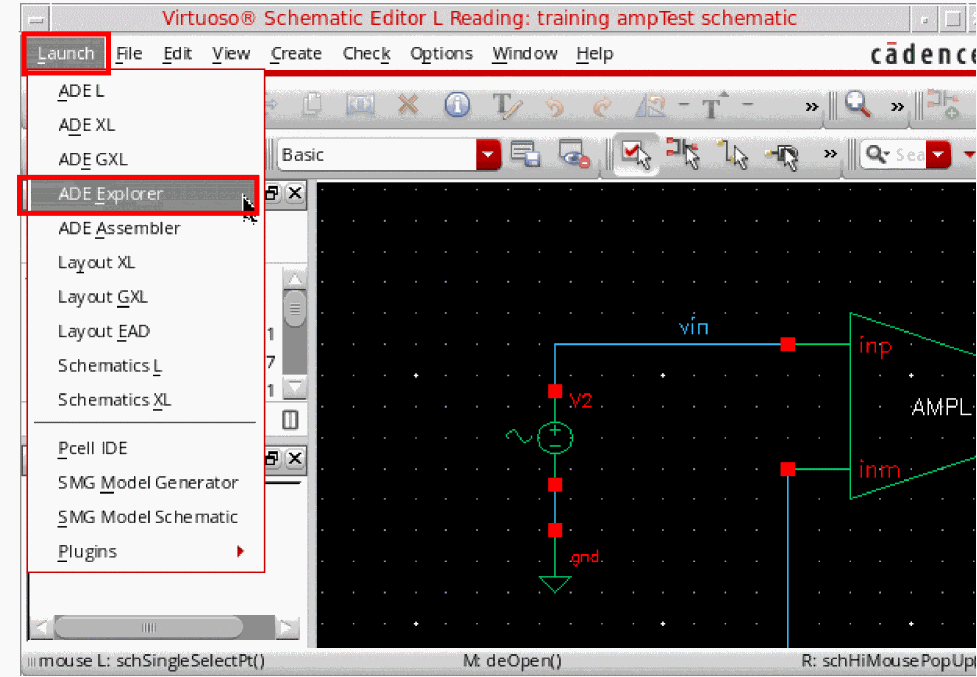 Virtuoso® Schematic Editor L Reading: training ampTest schematic
Launch File Edit View Create Check Options Window Help cādence
ADE L
ADE XL
ADE GXL
Basic
Sea
ADE Explorer
ADE Assembler
Layout XL
Layout GXL
vin
Layout EAD
1
inp
Schematics L
7
Schematics XL
1
V2
AMPL
Pcell IDE
inm
SMG Model Generator
SMG Model Schematic
Plugins
gnd
mouse L: schSingleSelectPt() M: deOpen() R: schHiMousePopUp(